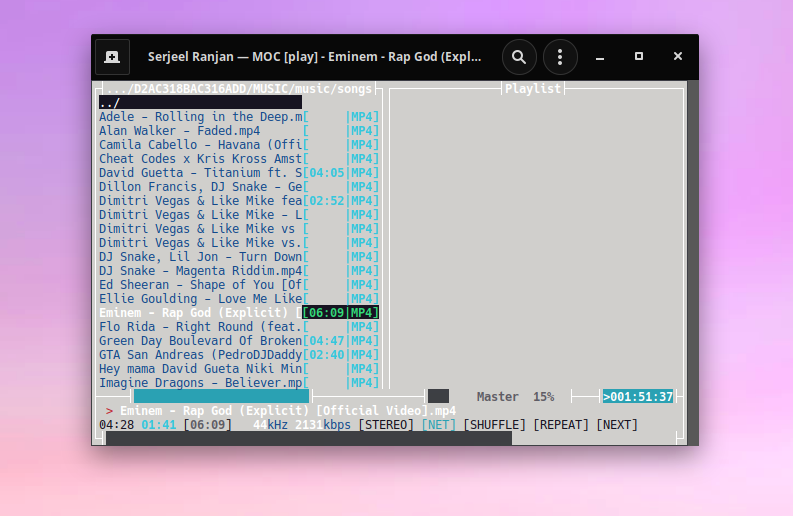 Serjeel Ranjan — MOC [play] - Eminem - Rap God (Expl...
.../D2AC318BAC316ADD/MUSIC/music/songs
Playlist
../
Adele - Rolling in the Deep.m[ |MP4]
Alan Walker - Faded.mp4 [ |MP4]
Camila Cabello - Havana (Offi[ |MP4]
Cheat Codes x Kris Kross Amst[ |MP4]
David Guetta - Titanium ft. S[04:05|MP4]
Dillon Francis, DJ Snake - Ge[ |MP4]
Dimitri Vegas & Like Mike fea[02:52|MP4]
Dimitri Vegas & Like Mike - L[ |MP4]
Dimitri Vegas & Like Mike vs [ |MP4]
Dimitri Vegas & Like Mike vs.[ |MP4]
DJ Snake, Lil Jon - Turn Down[ |MP4]
DJ Snake - Magenta Riddim.mp4[ |MP4]
Ed Sheeran - Shape of You [Of[ |MP4]
Ellie Goulding - Love Me Like[ |MP4]
Eminem - Rap God (Explicit) [[06:09|MP4]
Flo Rida - Right Round (feat.[ |MP4]
Green Day Boulevard Of Broken[04:47|MP4]
GTA San Andreas (PedroDJDaddy[02:40|MP4]
Hey mama David Gueta Niki Min[ |MP4]
Imagine Dragons - Believer.mp[ |MP4]
Master 15% >001:51:37
> Eminem - Rap God (Explicit) [Official Video].mp4
04:28 01:41 [06:09] 44kHz 2131kbps [STEREO] [NET] [SHUFFLE] [REPEAT] [NEXT]